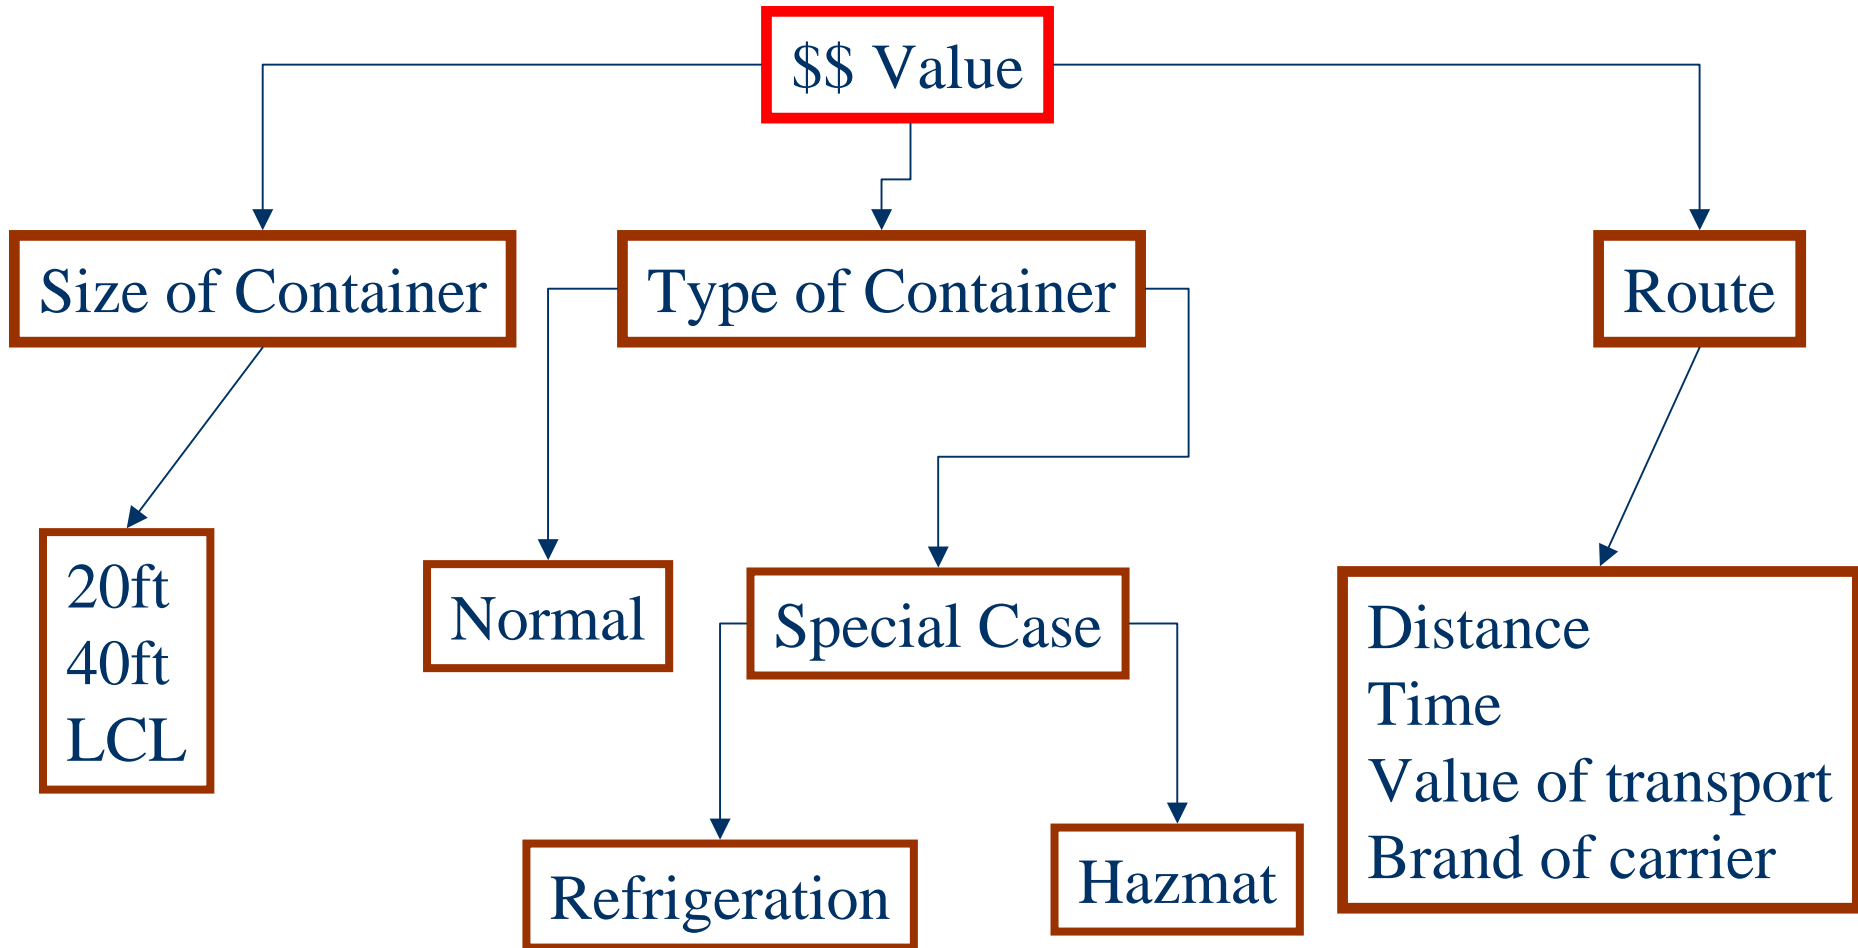 $$ Value
Size of Container
Type of Container
Route
20ft
40ft
LCL
Normal
Special Case
Distance
Time
Value of transport
Brand of carrier
Refrigeration
Hazmat